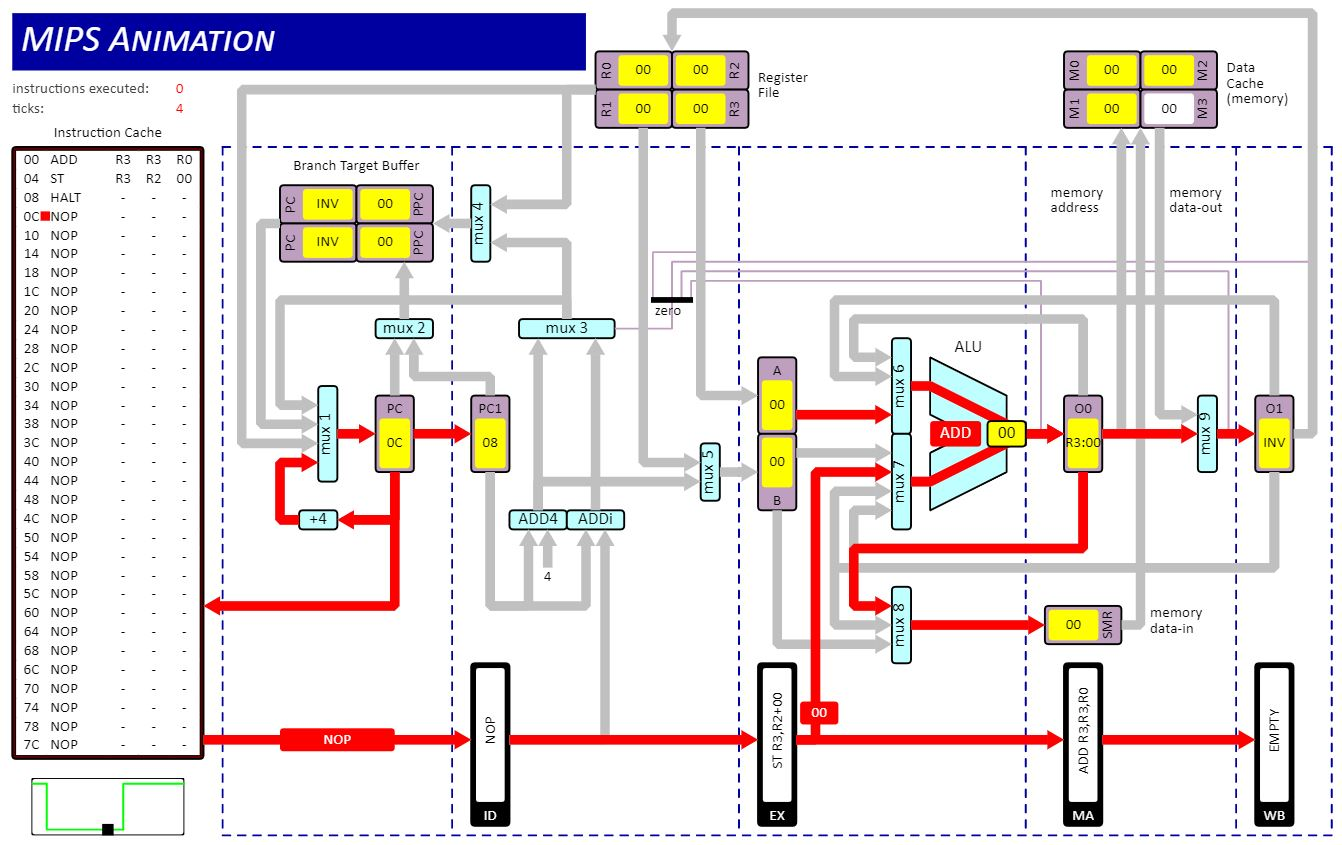 MIPS ANIMATION
instructions executed: 0
ticks: 4
Instruction Cache
00 ADD R3 R3 R0
04 ST R3 R2 00
08 HALT - - -
0C NOP - - -
10 NOP - - -
14 NOP - - -
18 NOP - - -
1C NOP - - -
20 NOP - - -
24 NOP - - -
28 NOP - - -
2C NOP - - -
30 NOP - - -
34 NOP - - -
38 NOP - - -
3C NOP - - -
40 NOP - - -
44 NOP - - -
48 NOP - - -
4C NOP - - -
50 NOP - - -
54 NOP - - -
58 NOP - - -
5C NOP - - -
60 NOP - - -
64 NOP - - -
68 NOP - - -
6C NOP - - -
70 NOP - - -
74 NOP - - -
78 NOP - - -
7C NOP - - -
R0 00 00 R2
R1 00 00 R3
Register
File
M0 00 00 M2
M1 00 00 M3
Data
Cache
(memory)
Branch Target Buffer
PC INV 00 PPC
PC INV 00 PPC
mux 4
memory
address
memory
data-out
zero
mux 2
mux 3
mux 1
PC
0C
PC1
08
+4
ADD4
ADDi
4
mux 5
A
00
00
B
mux 6
mux 7
ALU
ADD
00
O0
R3:00
mux 9
O1
INV
mux 8
00 SMR
memory
data-in
NOP
NOP
ID
ST R3,R2+00
EX
00
ADD R3,R3,R0
MA
EMPTY
WB